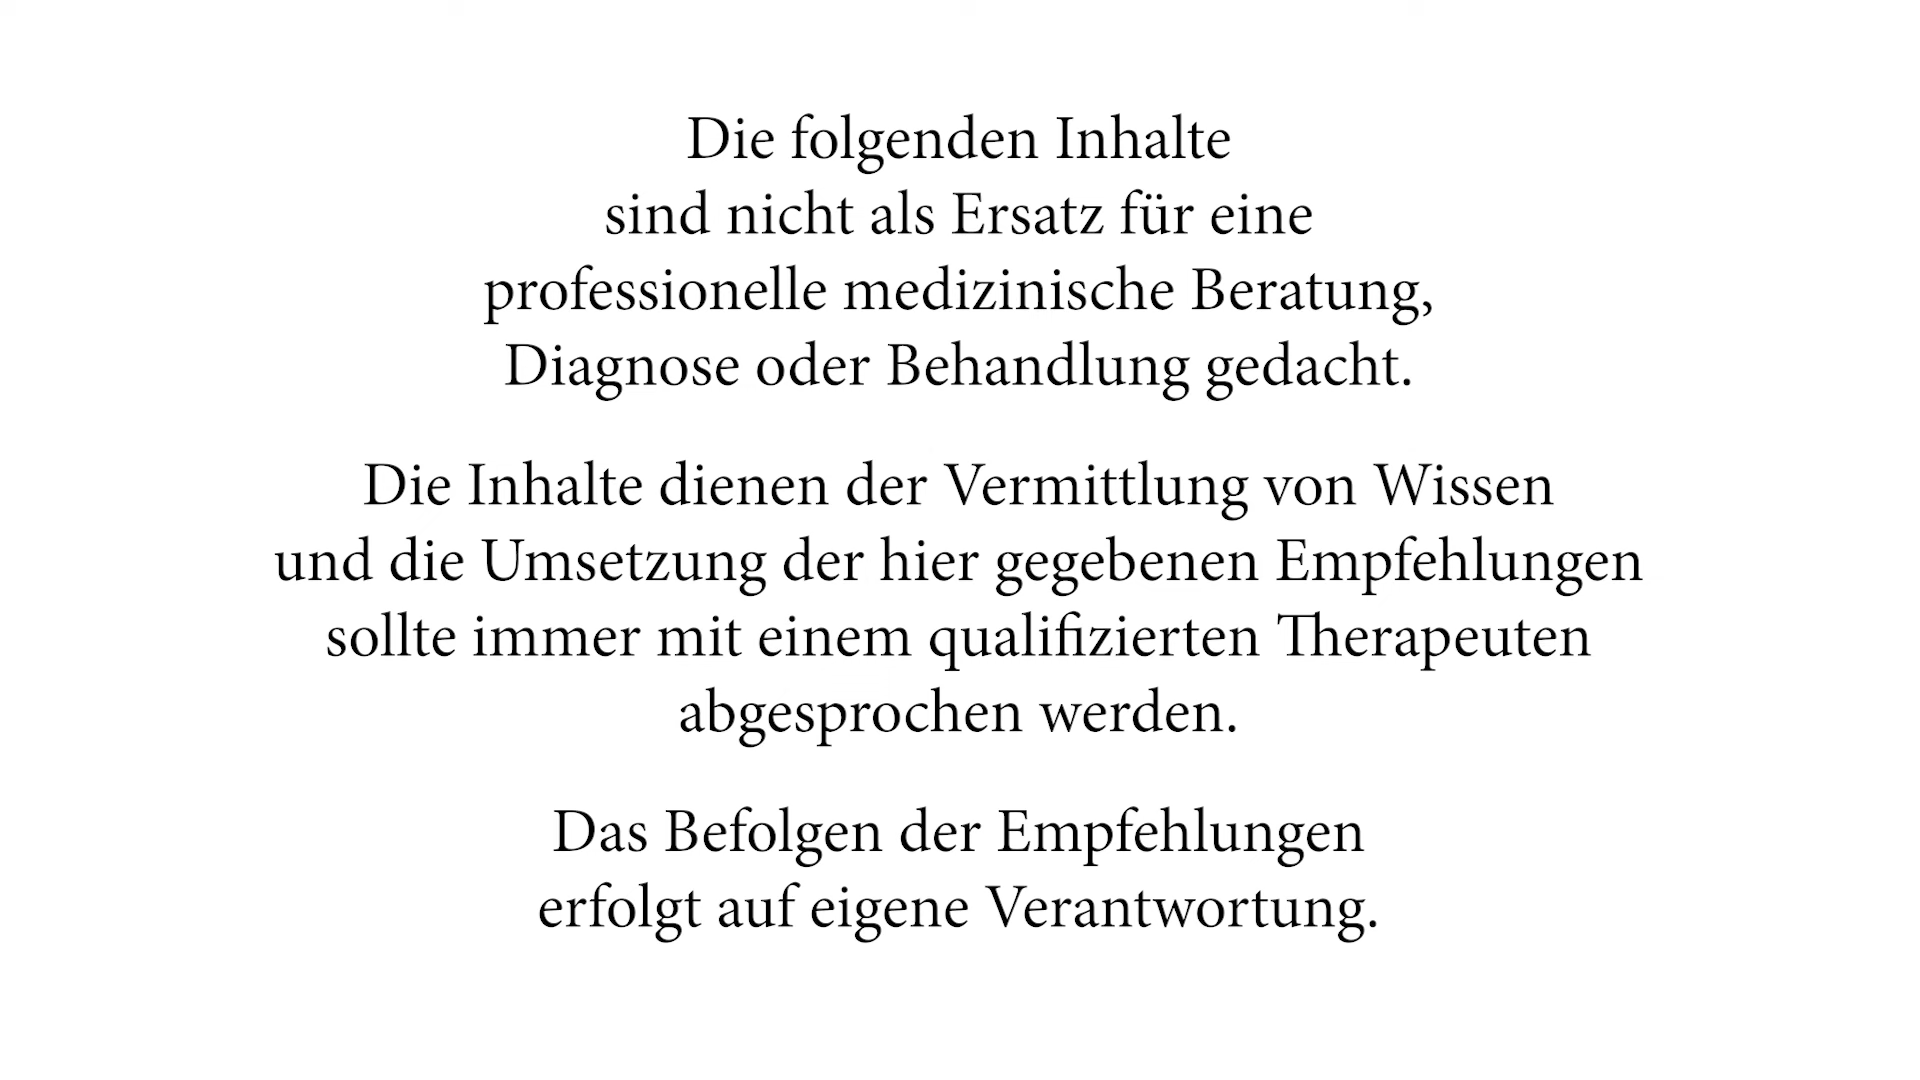 Die folgenden Inhalte
sind nicht als Ersatz für eine
professionelle medizinische Beratung,
Diagnose oder Behandlung gedacht.
Die Inhalte dienen der Vermittlung von Wissen
und die Umsetzung der hier gegebenen Empfehlungen
sollte immer mit einem qualifizierten Therapeuten
abgesprochen werden.
Das Befolgen der Empfehlungen
erfolgt auf eigene Verantwortung.